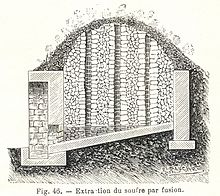 Fig. 46. — Extraction du soufre par fusion.